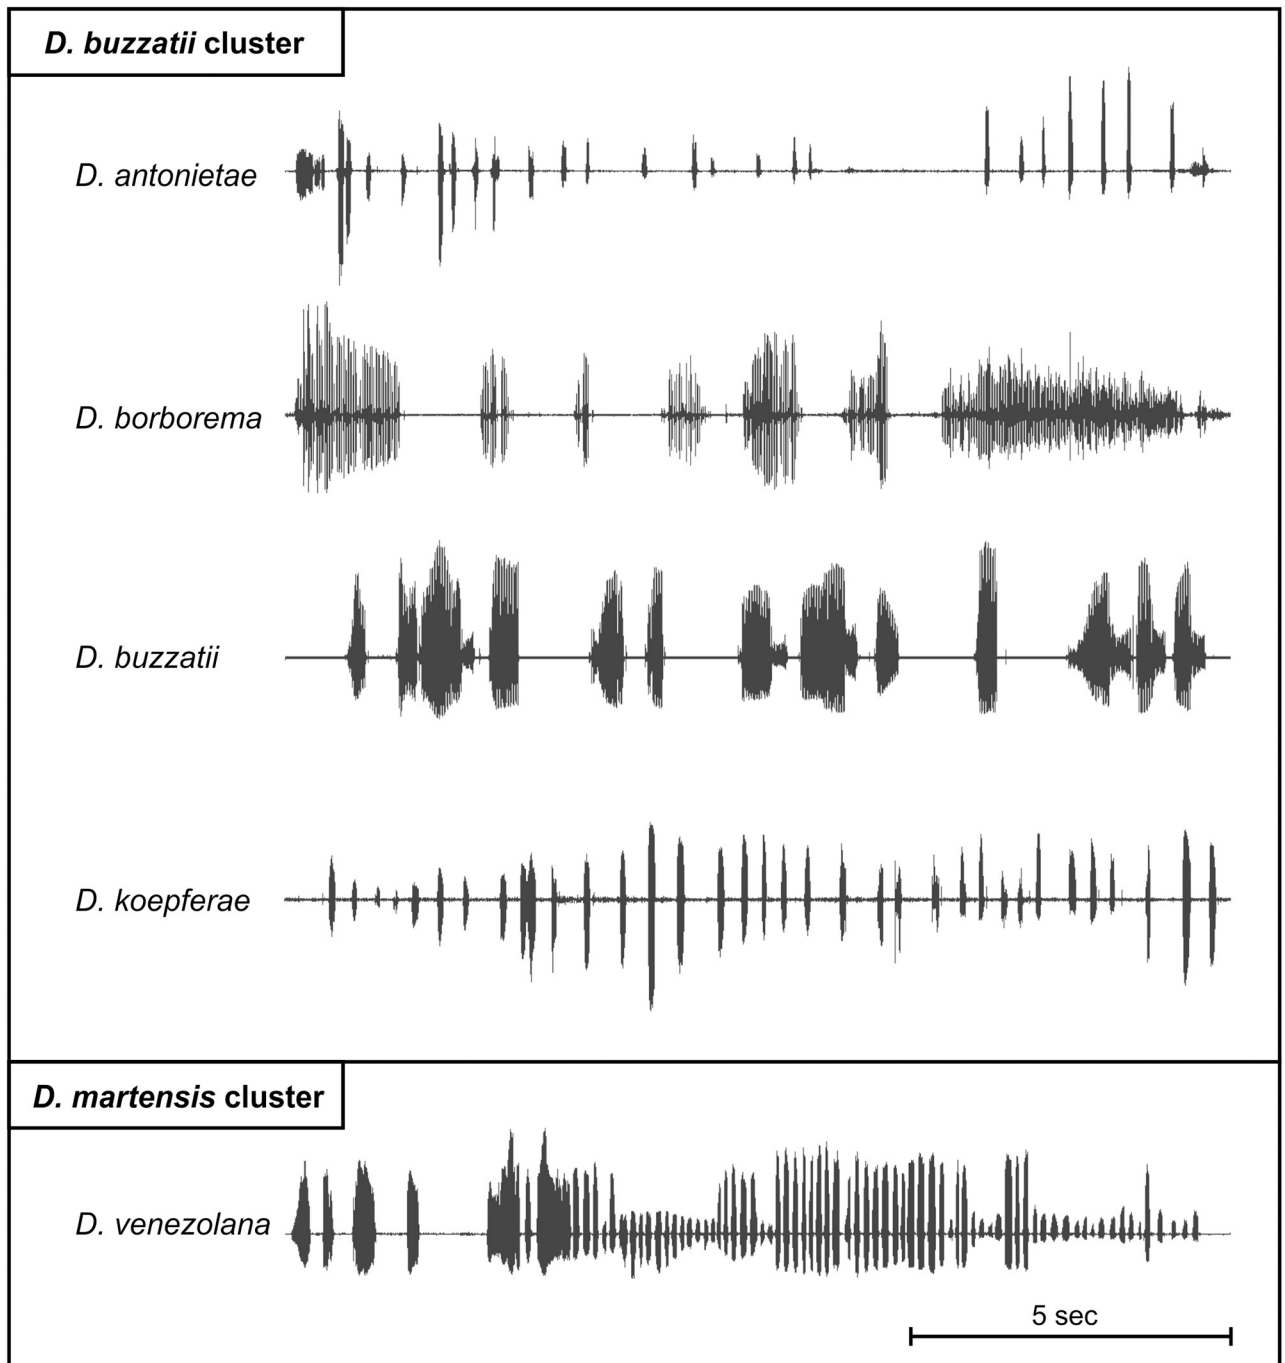 D. buzzatii cluster
D. antonietae
D. borborema
D. buzzatii
D. koepferae
D. martensis cluster
D. venezolana
5 sec